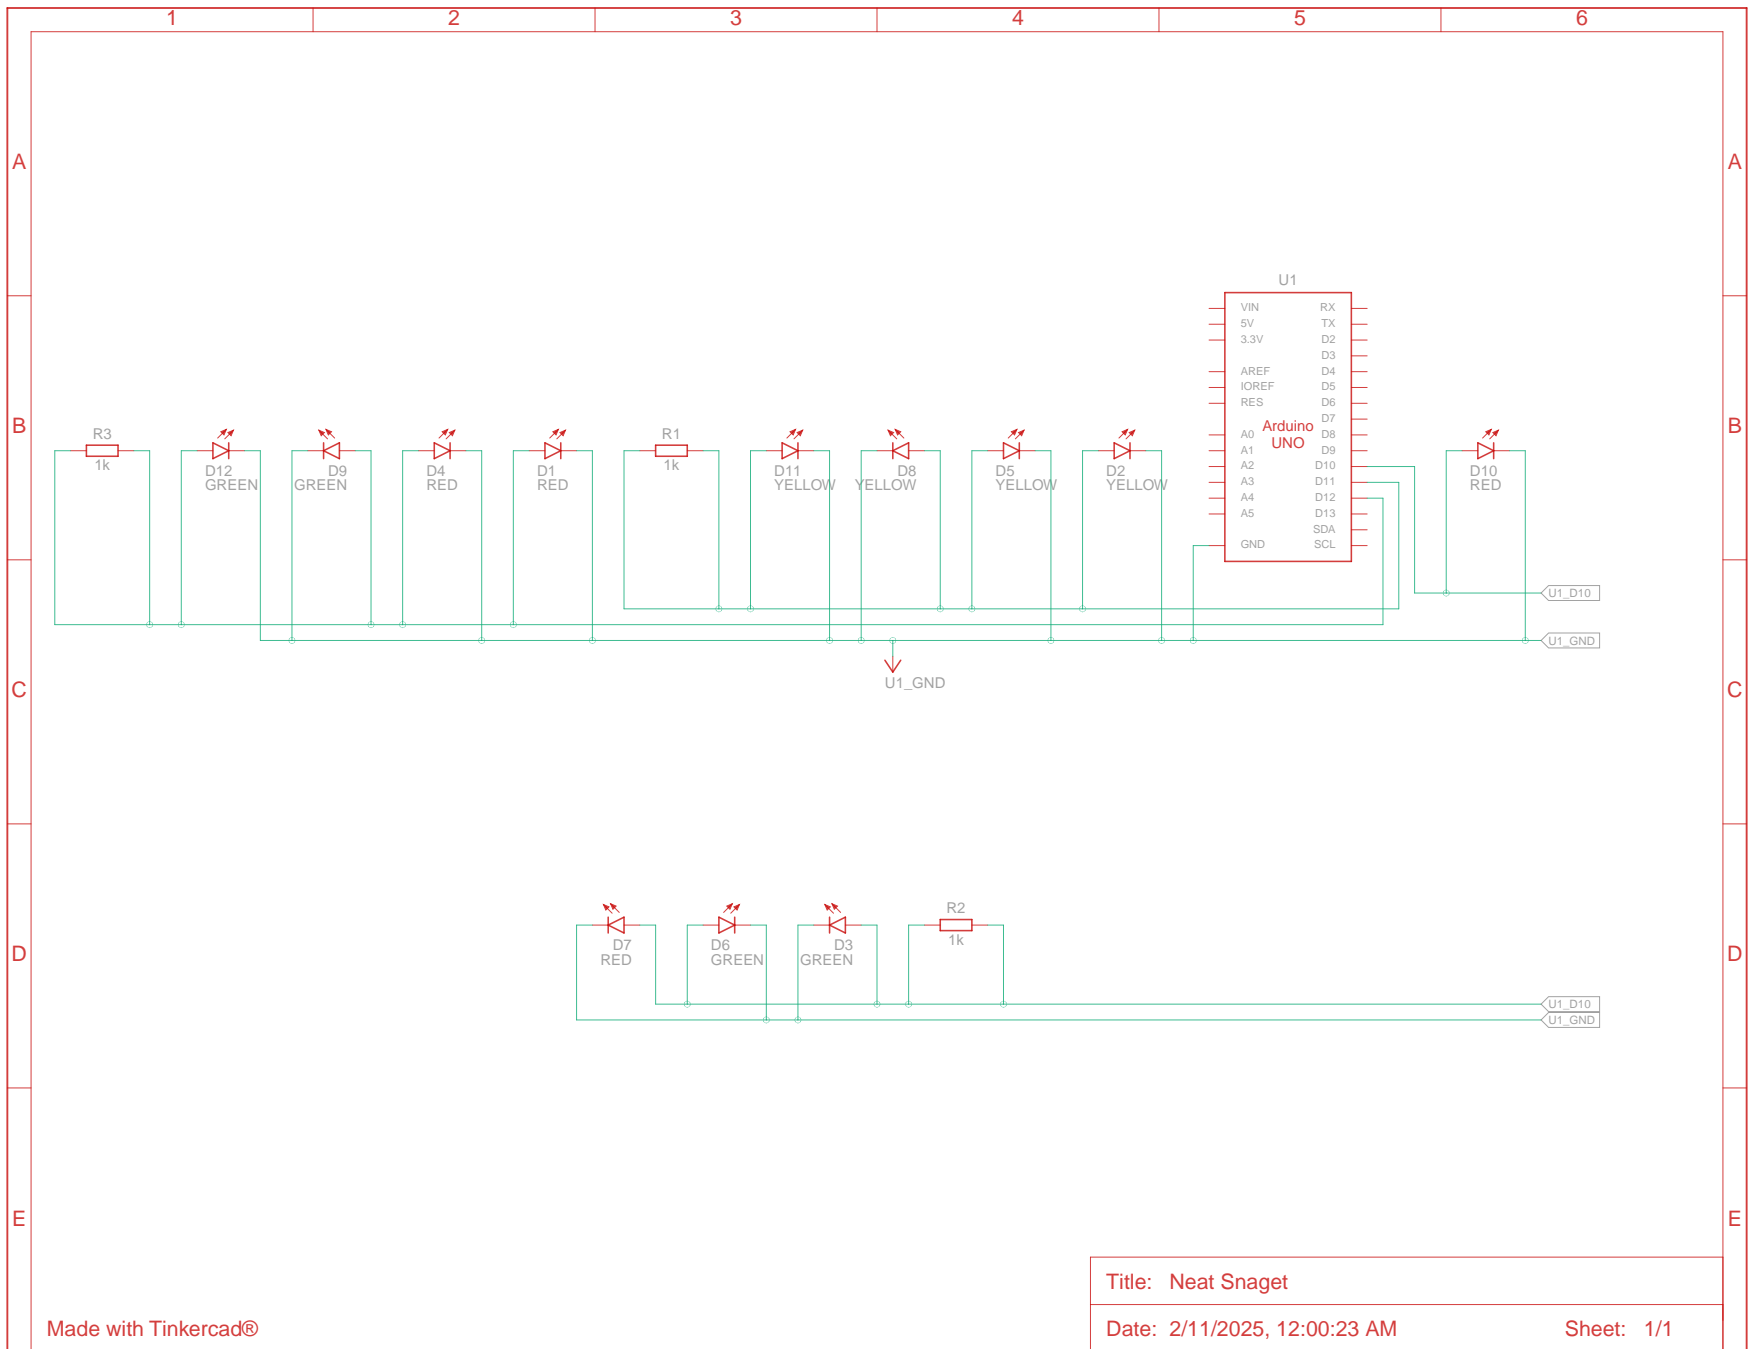 1 2 3 4 5 6
A A
U1
VIN RX
5V TX
3.3V D2
D3
AREF D4
IOREF D5
RES D6
D7
A0 D8
A1 D9
A2 D10
A3 D11
A4 D12
A5 D13
SDA
GND SCL
Arduino
UNO
B B
R3
1k
D12
GREEN
D9
GREEN
D4
RED
D1
RED
R1
1k
D11
YELLOW
D8
YELLOW
D5
YELLOW
D2
YELLOW
D10
RED
U1_D10
U1_GND
U1_GND
C C
D D
D7
RED
D6
GREEN
D3
GREEN
R2
1k
U1_D10
U1_GND
E E
Title: Neat Snaget
Made with Tinkercad®
Date: 2/11/2025, 12:00:23 AM Sheet: 1/1